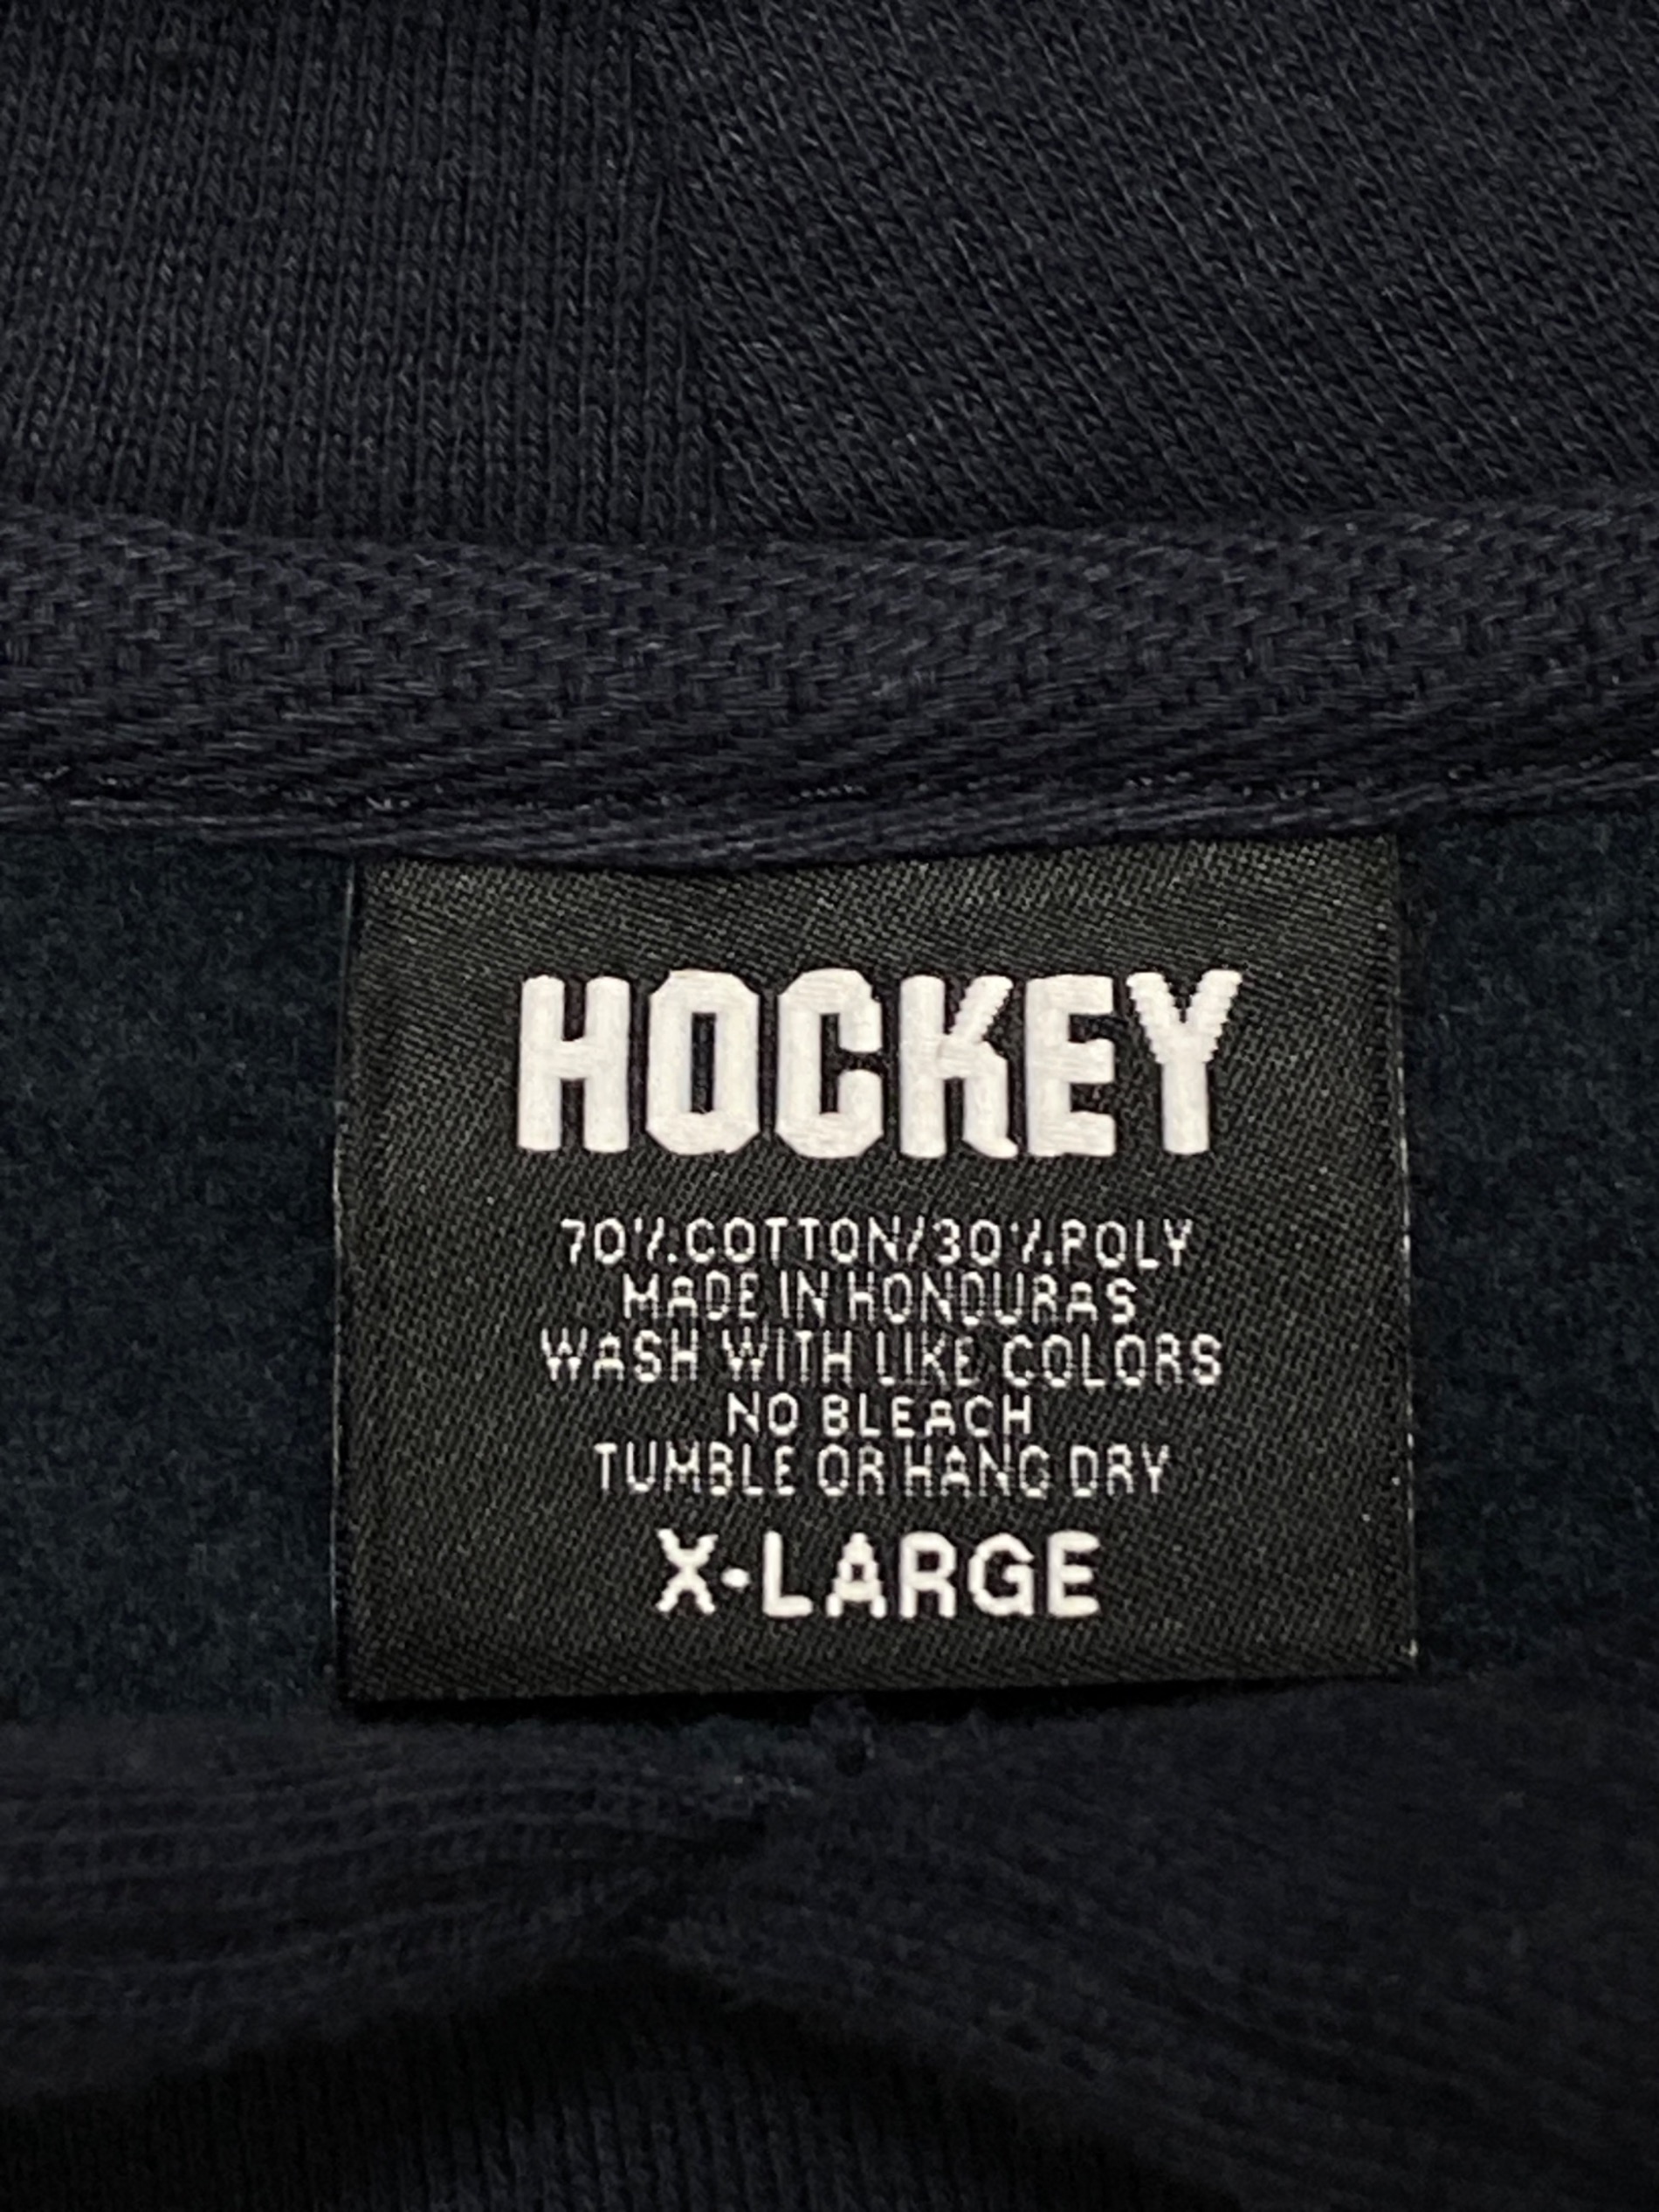 HOCKEY
70%COTTON/30%POLY
MADE IN HONDURAS
WASH WITH LIKE COLORS
NO BLEACH
TUMBLE OR HANG DRY
X-LARGE